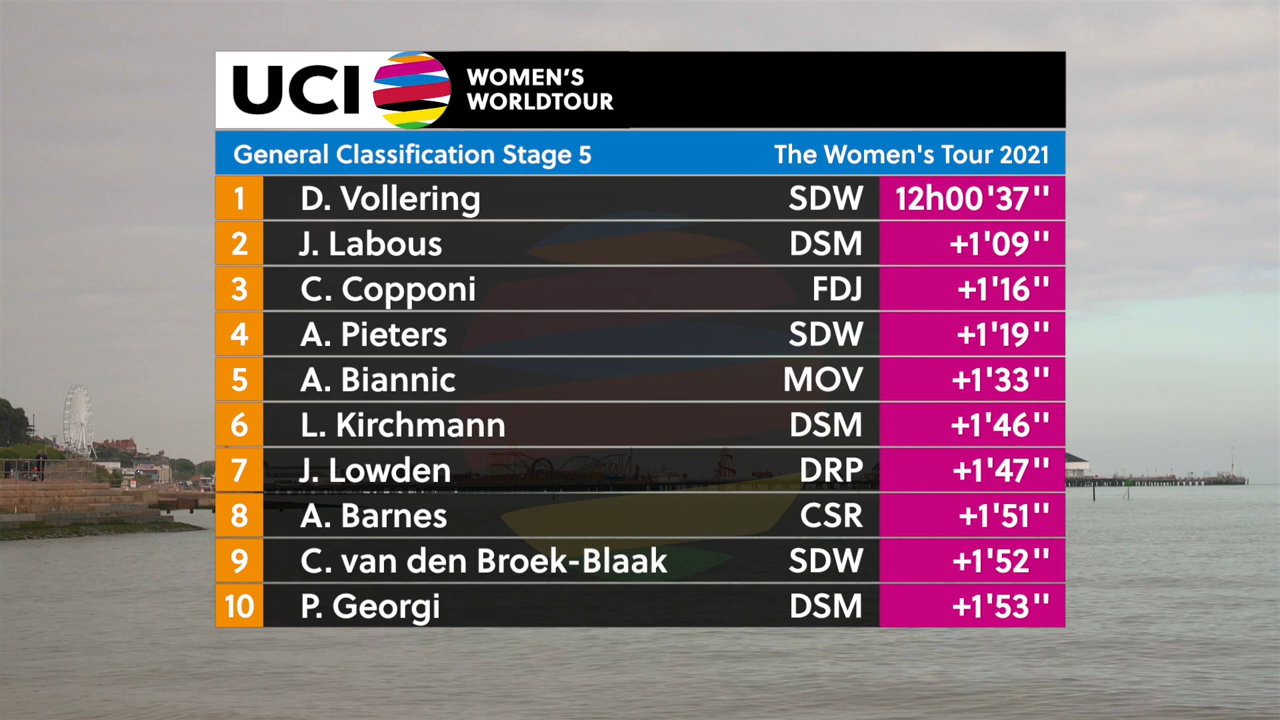 UCI WOMEN'S
WORLDTOUR
General Classification Stage 5 The Women's Tour 2021
1 D. Vollering SDW 12h00'37''
2 J. Labous DSM +1'09''
3 C. Copponi FDJ +1'16''
4 A. Pieters SDW +1'19''
5 A. Biannic MOV +1'33''
6 L. Kirchmann DSM +1'46''
7 J. Lowden DRP +1'47''
8 A. Barnes CSR +1'51''
9 C. van den Broek-Blaak SDW +1'52''
10 P. Georgi DSM +1'53''